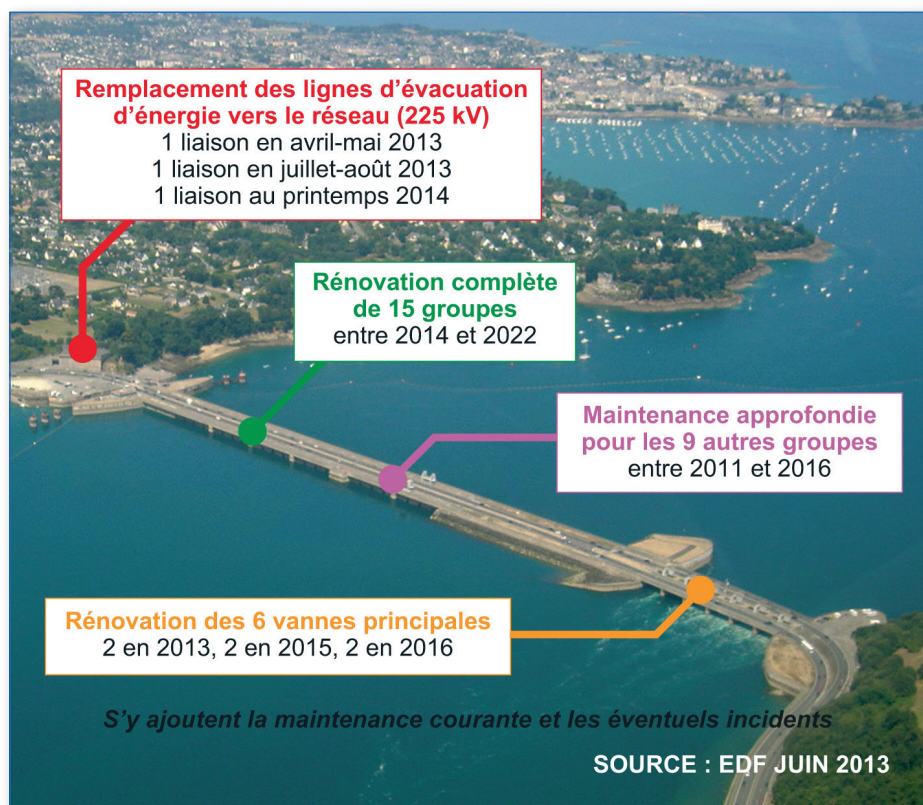 Remplacement des lignes d'évacuation
d'énergie vers le réseau (225 kV)
1 liaison en avril-mai 2013
1 liaison en juillet-août 2013
1 liaison au printemps 2014
Rénovation complète
de 15 groupes
entre 2014 et 2022
Maintenance approfondie
pour les 9 autres groupes
entre 2011 et 2016
Rénovation des 6 vannes principales
2 en 2013, 2 en 2015, 2 en 2016
S'y ajoutent la maintenance courante et les éventuels incidents
SOURCE : EDF JUIN 2013